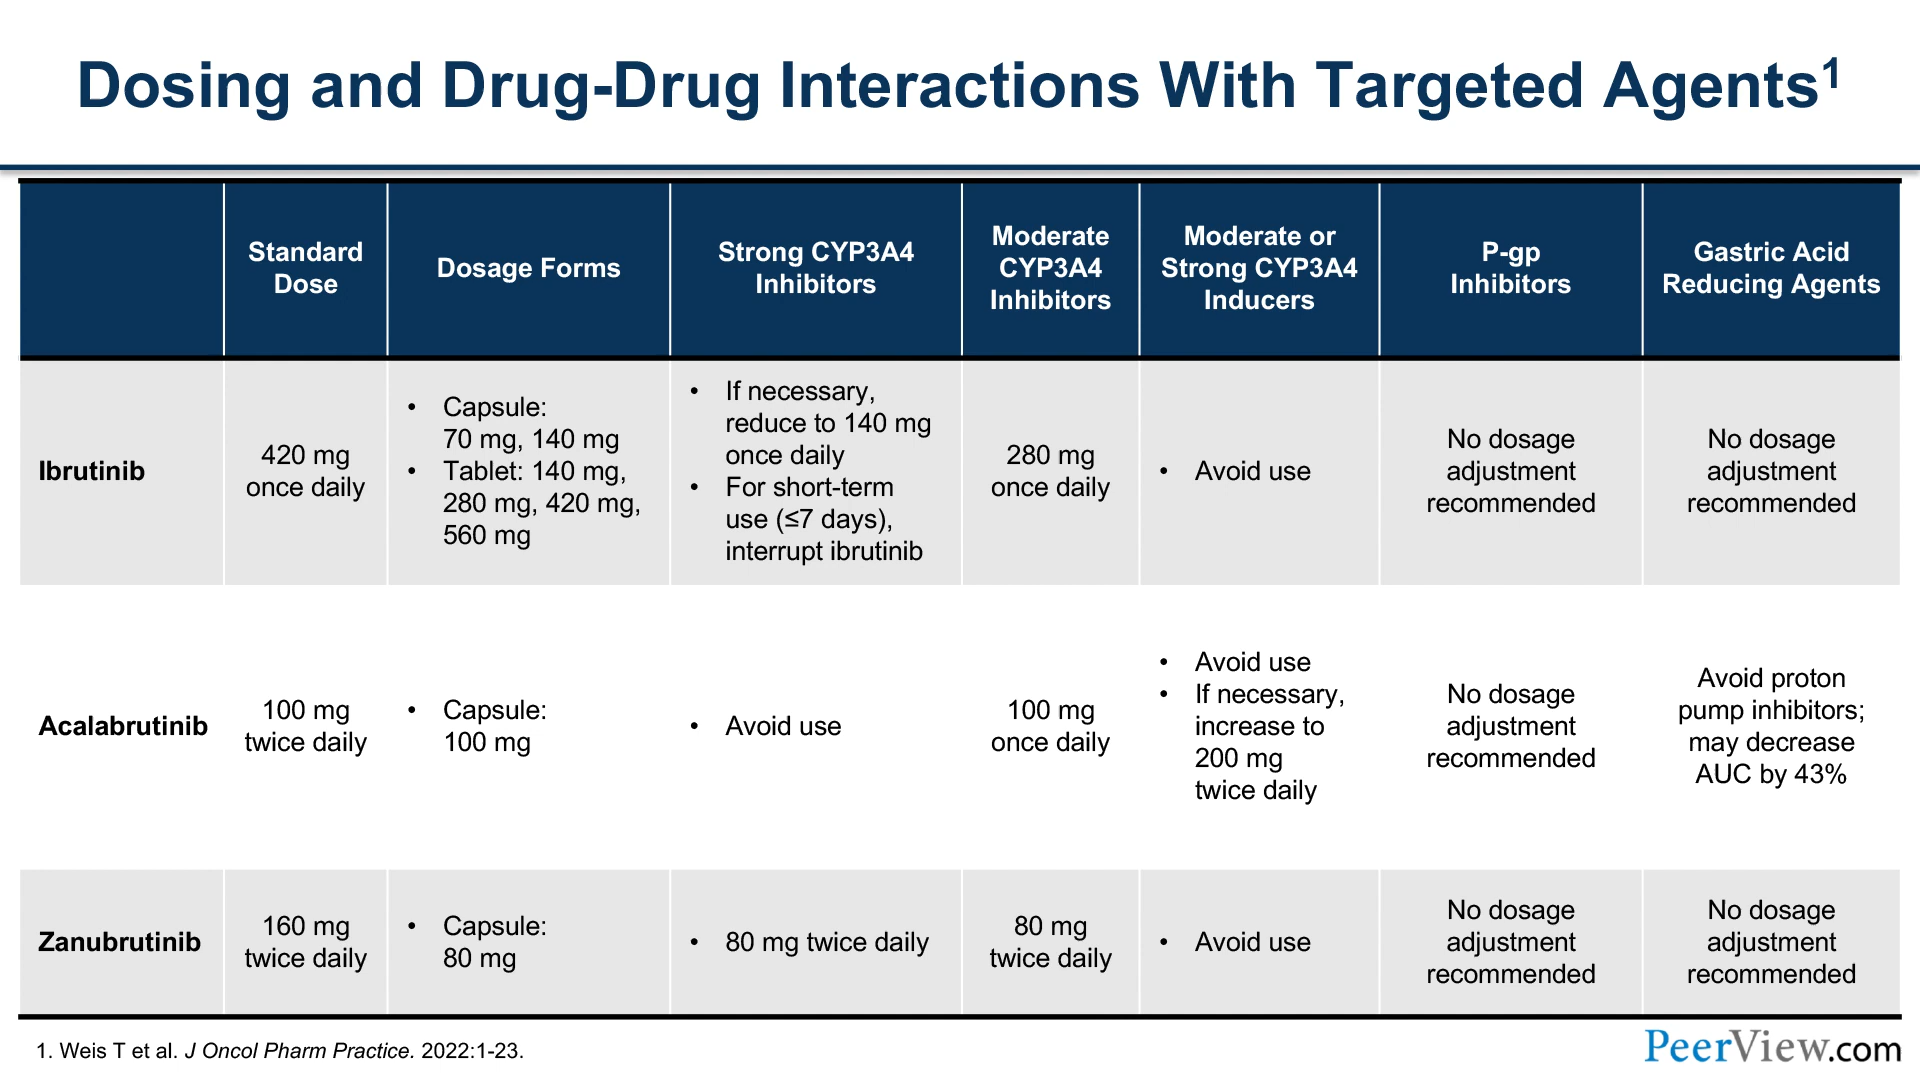 Dosing and Drug-Drug Interactions With Targeted Agents1
Standard
Dose
Dosage Forms
Strong CYP3A4
Inhibitors
Moderate
CYP3A4
Inhibitors
Moderate or
Strong CYP3A4
Inducers
P-gp
Inhibitors
Gastric Acid
Reducing Agents
Ibrutinib
420 mg
once daily
• Capsule:
70 mg, 140 mg
• Tablet: 140 mg,
280 mg, 420 mg,
560 mg
• If necessary,
reduce to 140 mg
once daily
• For short-term
use (≤7 days),
interrupt ibrutinib
280 mg
once daily
• Avoid use
No dosage
adjustment
recommended
No dosage
adjustment
recommended
Acalabrutinib
100 mg
twice daily
• Capsule:
100 mg
• Avoid use
100 mg
once daily
• Avoid use
• If necessary,
increase to
200 mg
twice daily
No dosage
adjustment
recommended
Avoid proton
pump inhibitors;
may decrease
AUC by 43%
Zanubrutinib
160 mg
twice daily
• Capsule:
80 mg
• 80 mg twice daily
80 mg
twice daily
• Avoid use
No dosage
adjustment
recommended
No dosage
adjustment
recommended
1. Weis T et al. J Oncol Pharm Practice. 2022:1-23.
PeerView.com